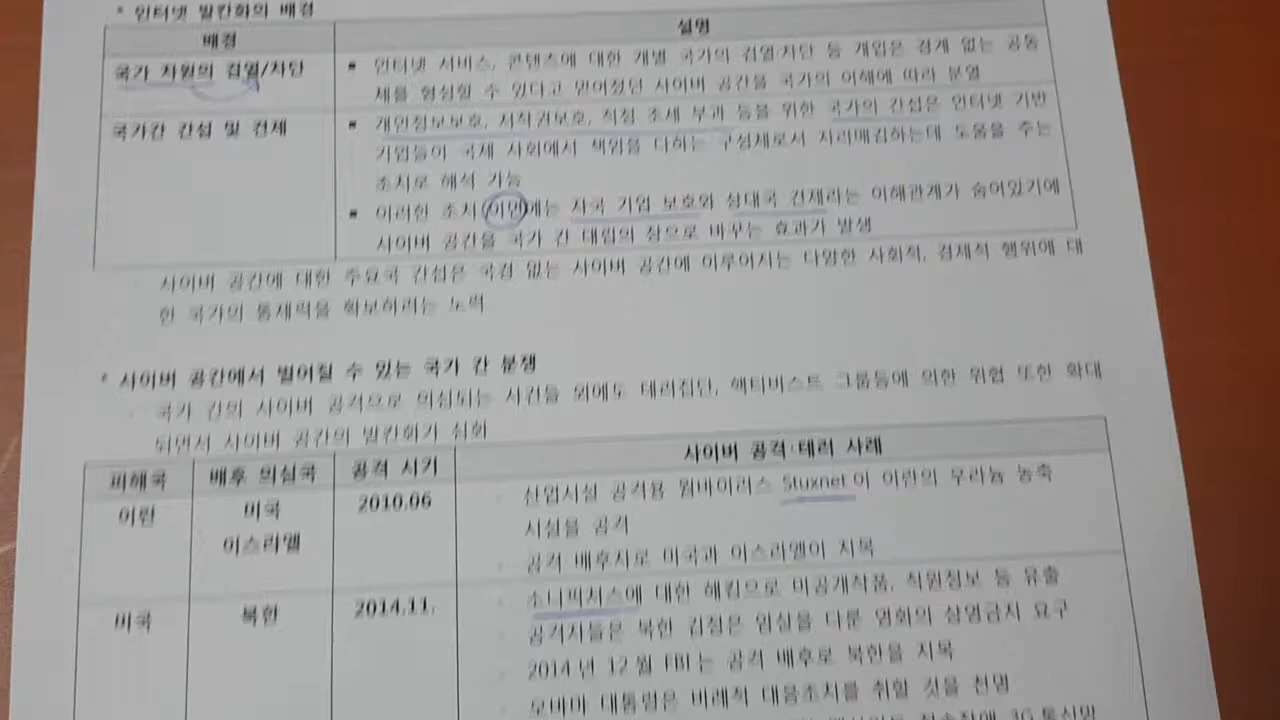 * 인터넷 발칸화의 배경
배경 설명
국가 차원의 검열/차단
▪ 인터넷 서비스, 콘텐츠에 대한 개별 국가의 검열·차단 등 개입은 경계 없는 공동
체를 형성할 수 있다고 믿어졌던 사이버 공간을 국가의 이해에 따라 분열
국가간 간섭 및 견제
▪ 개인정보보호, 저작권보호, 적정 조세 부과 등을 위한 국가의 간섭은 인터넷 기반
기업들이 국제 사회에서 책임을 다하는 구성체로서 자리매김하는데 도움을 주는
조치로 해석 가능
▪ 이러한 조치 이면에는 자국 기업 보호와 상대국 견제라는 이해관계가 숨어있기에
사이버 공간을 국가 간 대립의 장으로 바꾸는 효과가 발생
사이버 공간에 대한 주요국 간섭은 국경 없는 사이버 공간에 이루어지는 다양한 사회적, 경제적 행위에 대
한 국가의 통제력을 확보하려는 노력
* 사이버 공간에서 벌어질 수 있는 국가 간 분쟁
국가 간의 사이버 공격으로 의심되는 사건들 외에도 테러집단, 핵티비스트 그룹등에 의한 위협 또한 확대
되면서 사이버 공간의 발칸화가 심화
피해국 배후 의심국 공격 시기 사이버 공격·테러 사례
이란 미국 2010.06
이스라엘
산업시설 공격용 웜바이러스 Stuxnet이 이란의 우라늄 농축
시설을 공격
공격 배후지로 미국과 이스라엘이 지목
미국 북한 2014.11.
소니픽처스에 대한 해킹으로 미공개작품, 직원정보 등 유출
공격자들은 북한 김정은 암살을 다룬 영화의 상영금지 요구
2014년 12월 FBI는 공격 배후로 북한을 지목
오바마 대통령은 비례적 대응조치를 취할 것을 천명